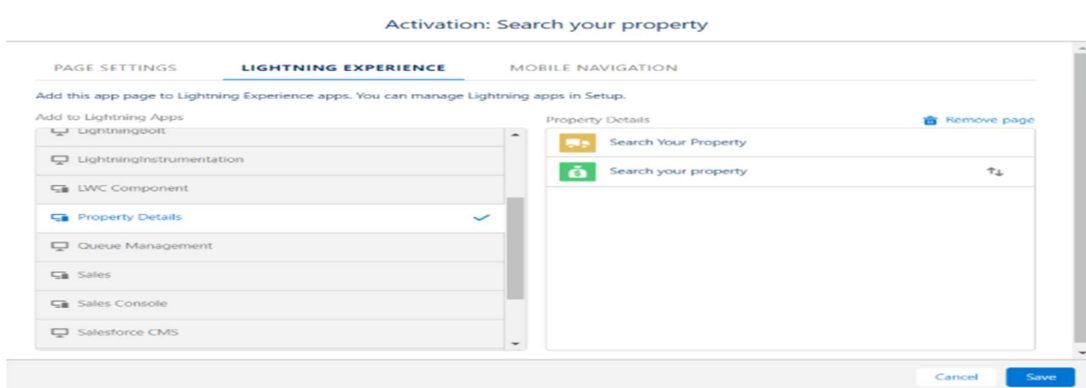 Activation: Search your property
PAGE SETTINGS
LIGHTNING EXPERIENCE
MOBILE NAVIGATION
Add this app page to Lightning Experience apps. You can manage Lightning apps in Setup.
Add to Lightning Apps
LightningBolt
LightningInstrumentation
LWC Component
Property Details
Queue Management
Sales
Sales Console
Salesforce CMS
Property Details
Remove page
Search Your Property
Search your property
Cancel
Save